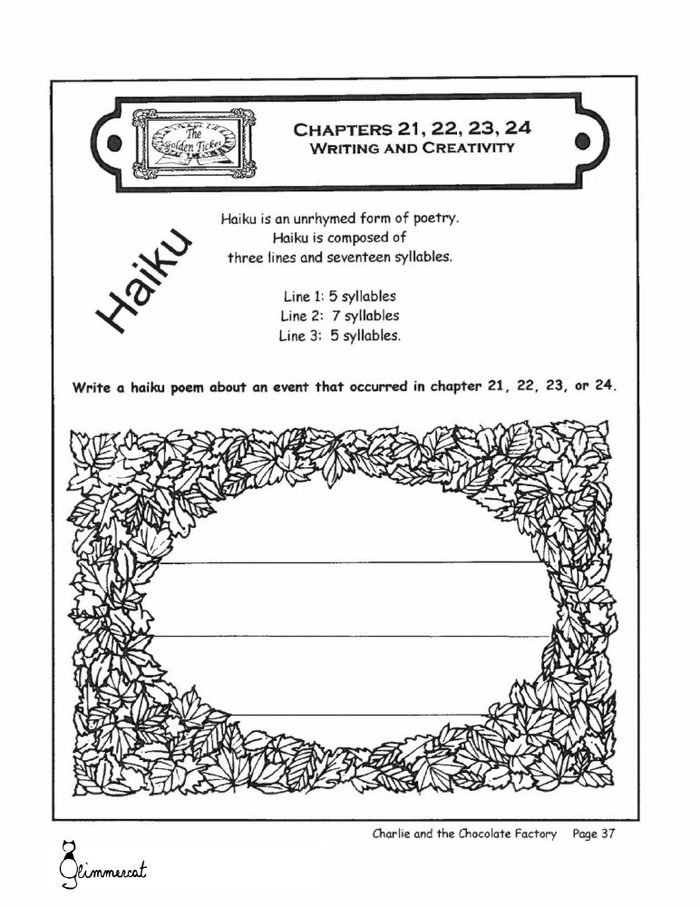 The
Golden Ticket
CHAPTERS 21, 22, 23, 24
WRITING AND CREATIVITY
Haiku
Haiku is an unrhymed form of poetry.
Haiku is composed of
three lines and seventeen syllables.
Line 1: 5 syllables
Line 2: 7 syllables
Line 3: 5 syllables.
Write a haiku poem about an event that occurred in chapter 21, 22, 23, or 24.
Charlie and the Chocolate Factory Page 37
Glimmercat